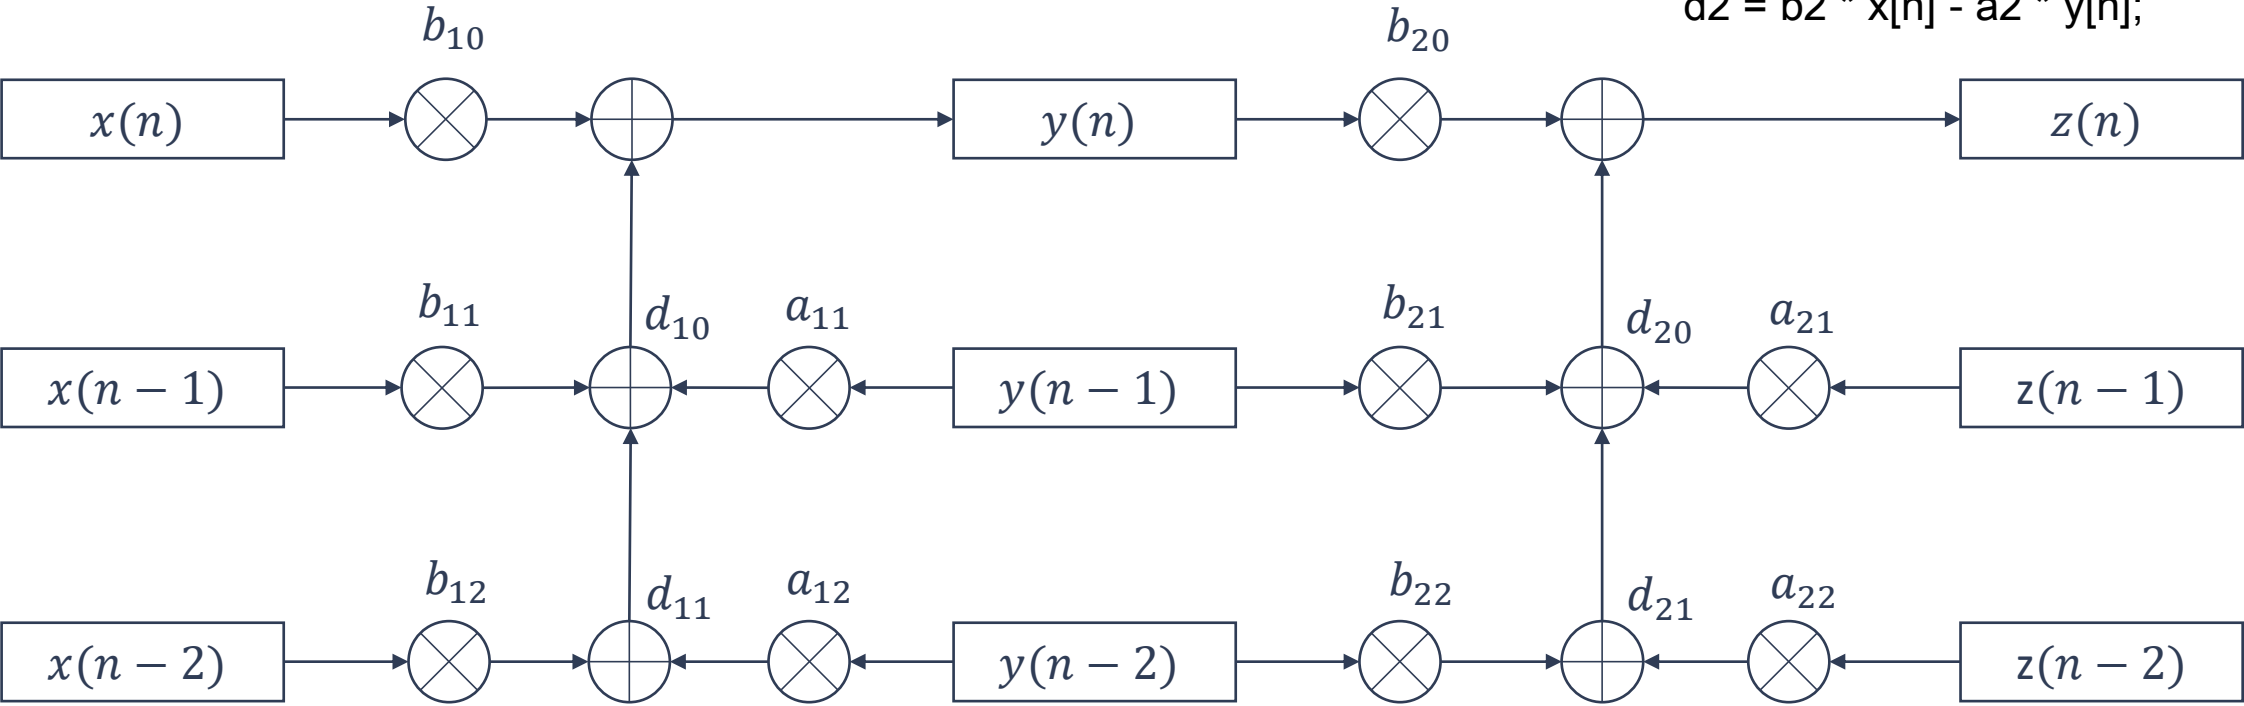 d2 = b2 * x[n] - a2 * y[n];
b₁₀ b₂₀
x(n) y(n) z(n)
b₁₁ d₁₀ a₁₁ b₂₁ d₂₀ a₂₁
x(n − 1) y(n − 1) z(n − 1)
b₁₂ d₁₁ a₁₂ b₂₂ d₂₁ a₂₂
x(n − 2) y(n − 2) z(n − 2)